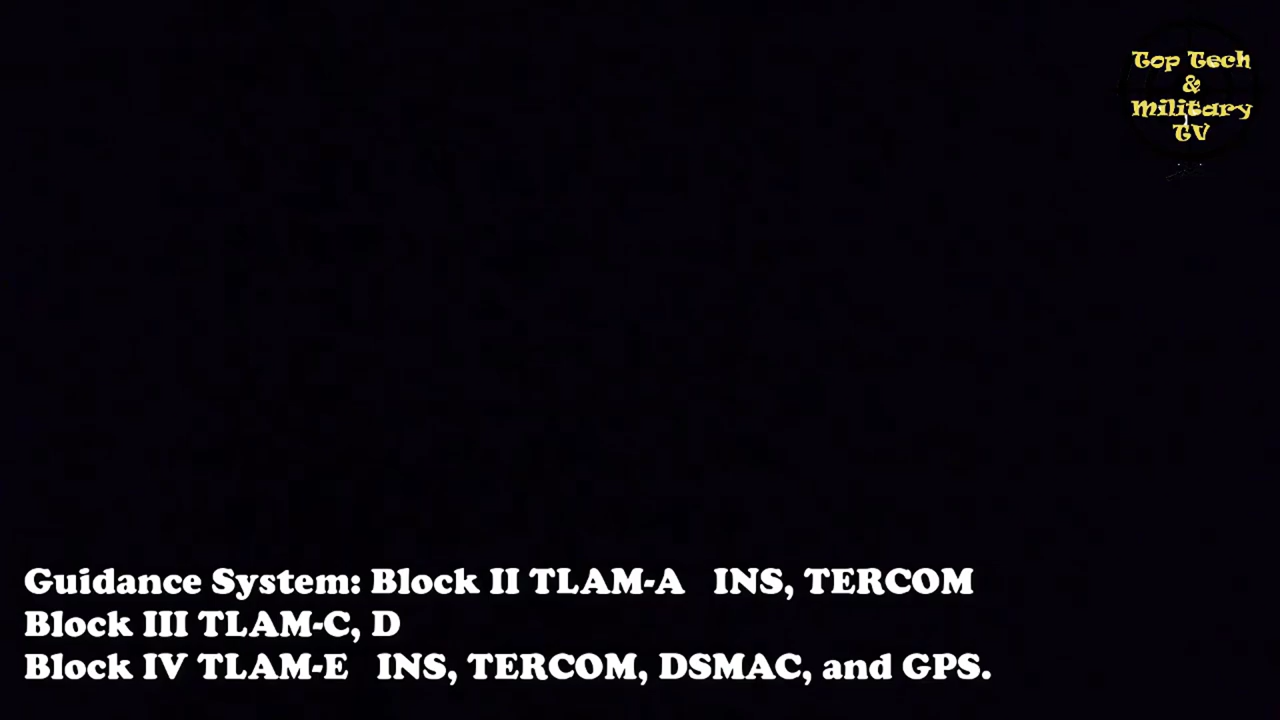 Top Tech
&
Military
TV
Guidance System: Block II TLAM-A INS, TERCOM
Block III TLAM-C, D
Block IV TLAM-E INS, TERCOM, DSMAC, and GPS.